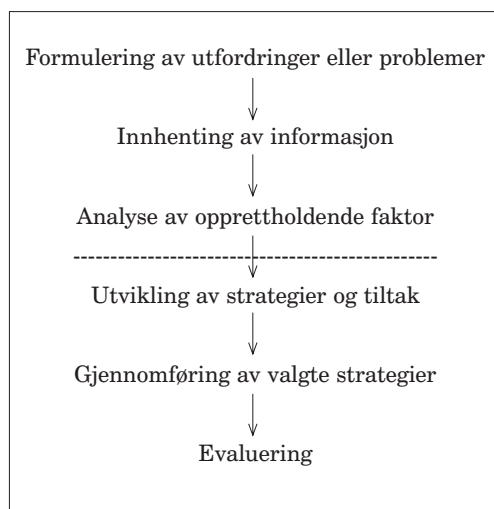 Formulering av utfordringer eller problemer
Innhenting av informasjon
Analyse av opprettholdende faktor
Utvikling av strategier og tiltak
Gjennomføring av valgte strategier
Evaluering